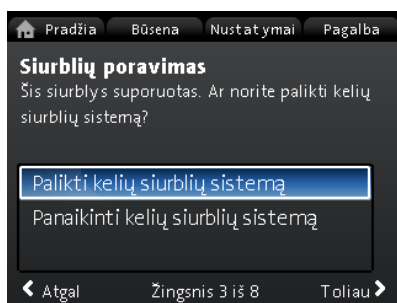 Pradžia Būsena Nustatymai Pagalba
Siurblių poravimas
Šis siurblys suporuotas. Ar norite palikti kelių
siurblių sistemą?
Palikti kelių siurblių sistemą
Panaikinti kelių siurblių sistemą
Atgal Žingsnis 3 iš 8 Toliau